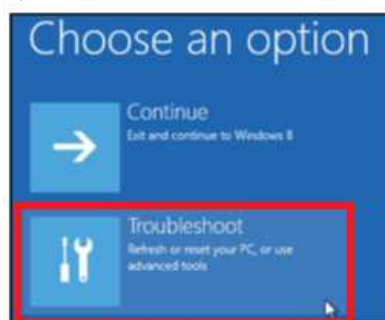 Choose an option
Continue
Exit and continue to Windows 8
Troubleshoot
Refresh or reset your PC, or use
advanced tools